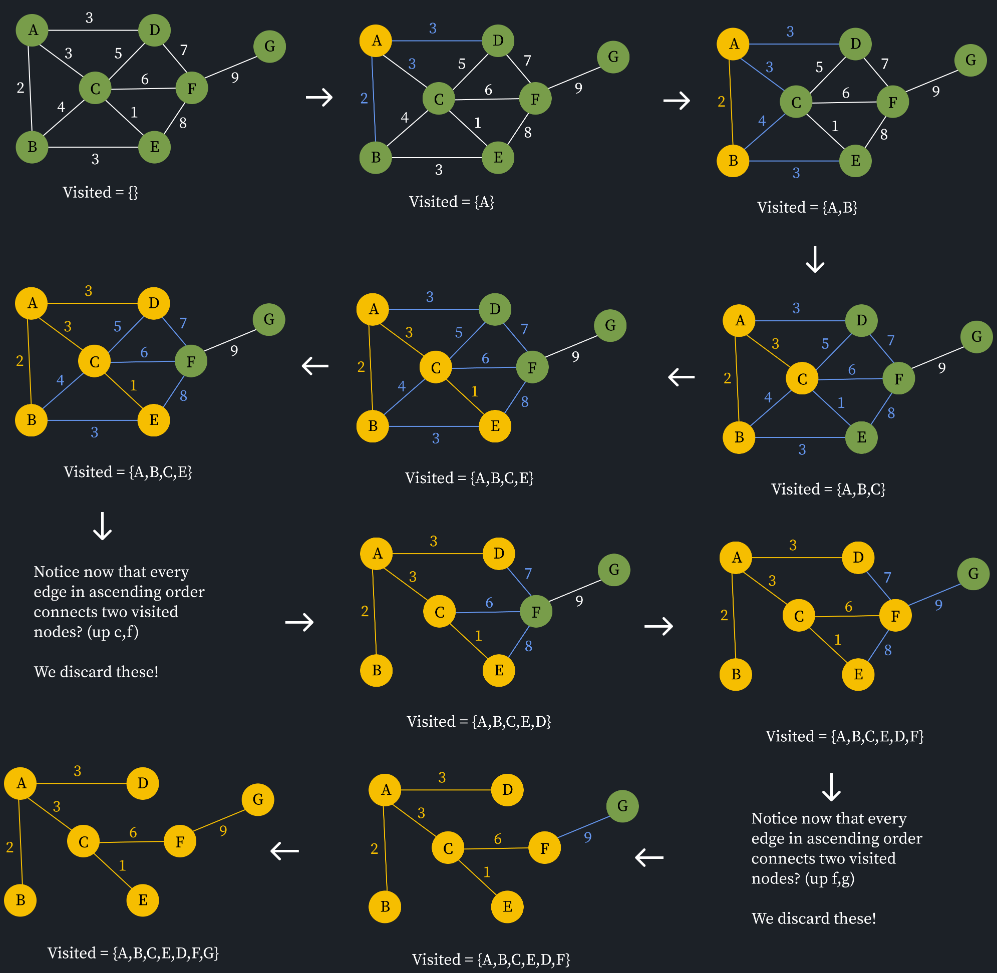 3
A D
G
3 5 7
6 9
2 C F
4 1 8
B E
3
Visited = {}
3
A D
G
3 5 7
6 9
2 C F
4 1 8
B E
3
Visited = {A}
3
A D
G
3 5 7
6 9
2 C F
4 1 8
B E
3
Visited = {A,B}
3
A D
G
3 5 7
6 9
2 C F
4 1 8
B E
3
Visited = {A,B,C,E}
3
A D
G
3 5 7
6 9
2 C F
4 1 8
B E
3
Visited = {A,B,C,E}
3
A D
G
3 5 7
6 9
2 C F
4 1 8
B E
3
Visited = {A,B,C}
Notice now that every
edge in ascending order
connects two visited
nodes? (up c,f)
We discard these!
3
A D
G
3 7
6 9
2 C F
1 8
B E
Visited = {A,B,C,E,D}
3
A D
G
3 7
6 9
2 C F
1 8
B E
Visited = {A,B,C,E,D,F}
3
A D
G
3
6 9
2 C F
1
B E
Visited = {A,B,C,E,D,F,G}
3
A D
G
3
6 9
2 C F
1
B E
Visited = {A,B,C,E,D,F}
Notice now that every
edge in ascending order
connects two visited
nodes? (up f,g)
We discard these!